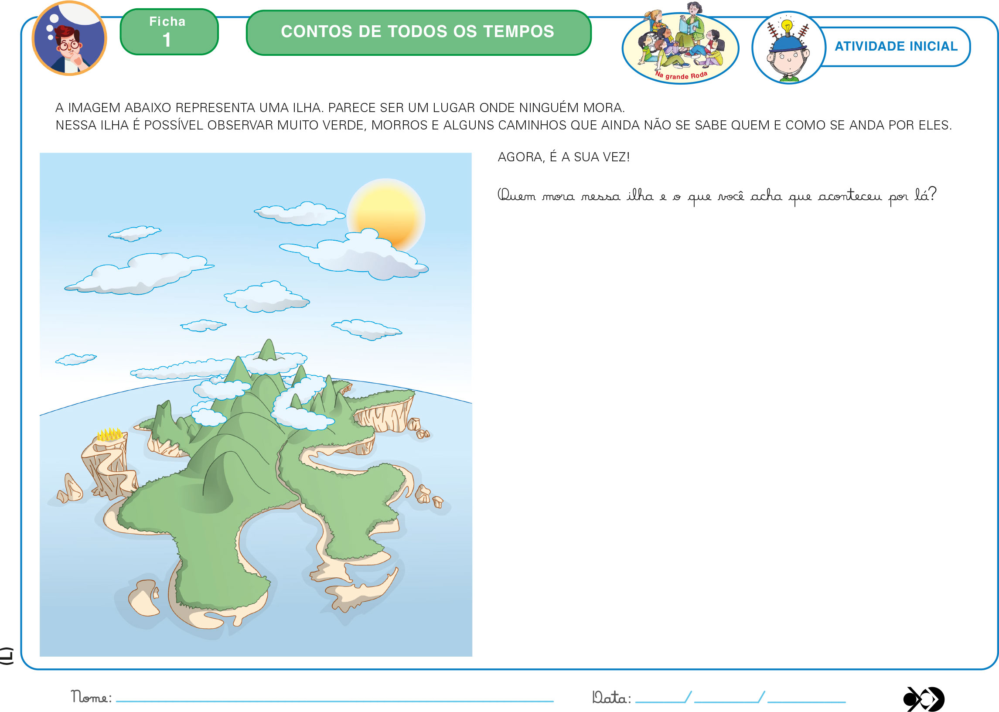 Ficha
1
CONTOS DE TODOS OS TEMPOS
Na grande Roda
ATIVIDADE INICIAL
A IMAGEM ABAIXO REPRESENTA UMA ILHA. PARECE SER UM LUGAR ONDE NINGUÉM MORA.
NESSA ILHA É POSSÍVEL OBSERVAR MUITO VERDE, MORROS E ALGUNS CAMINHOS QUE AINDA NÃO SE SABE QUEM E COMO SE ANDA POR ELES.
AGORA, É A SUA VEZ!
Quem mora nessa ilha e o que você acha que aconteceu por lá?
(L)
Nome:
Data: / /